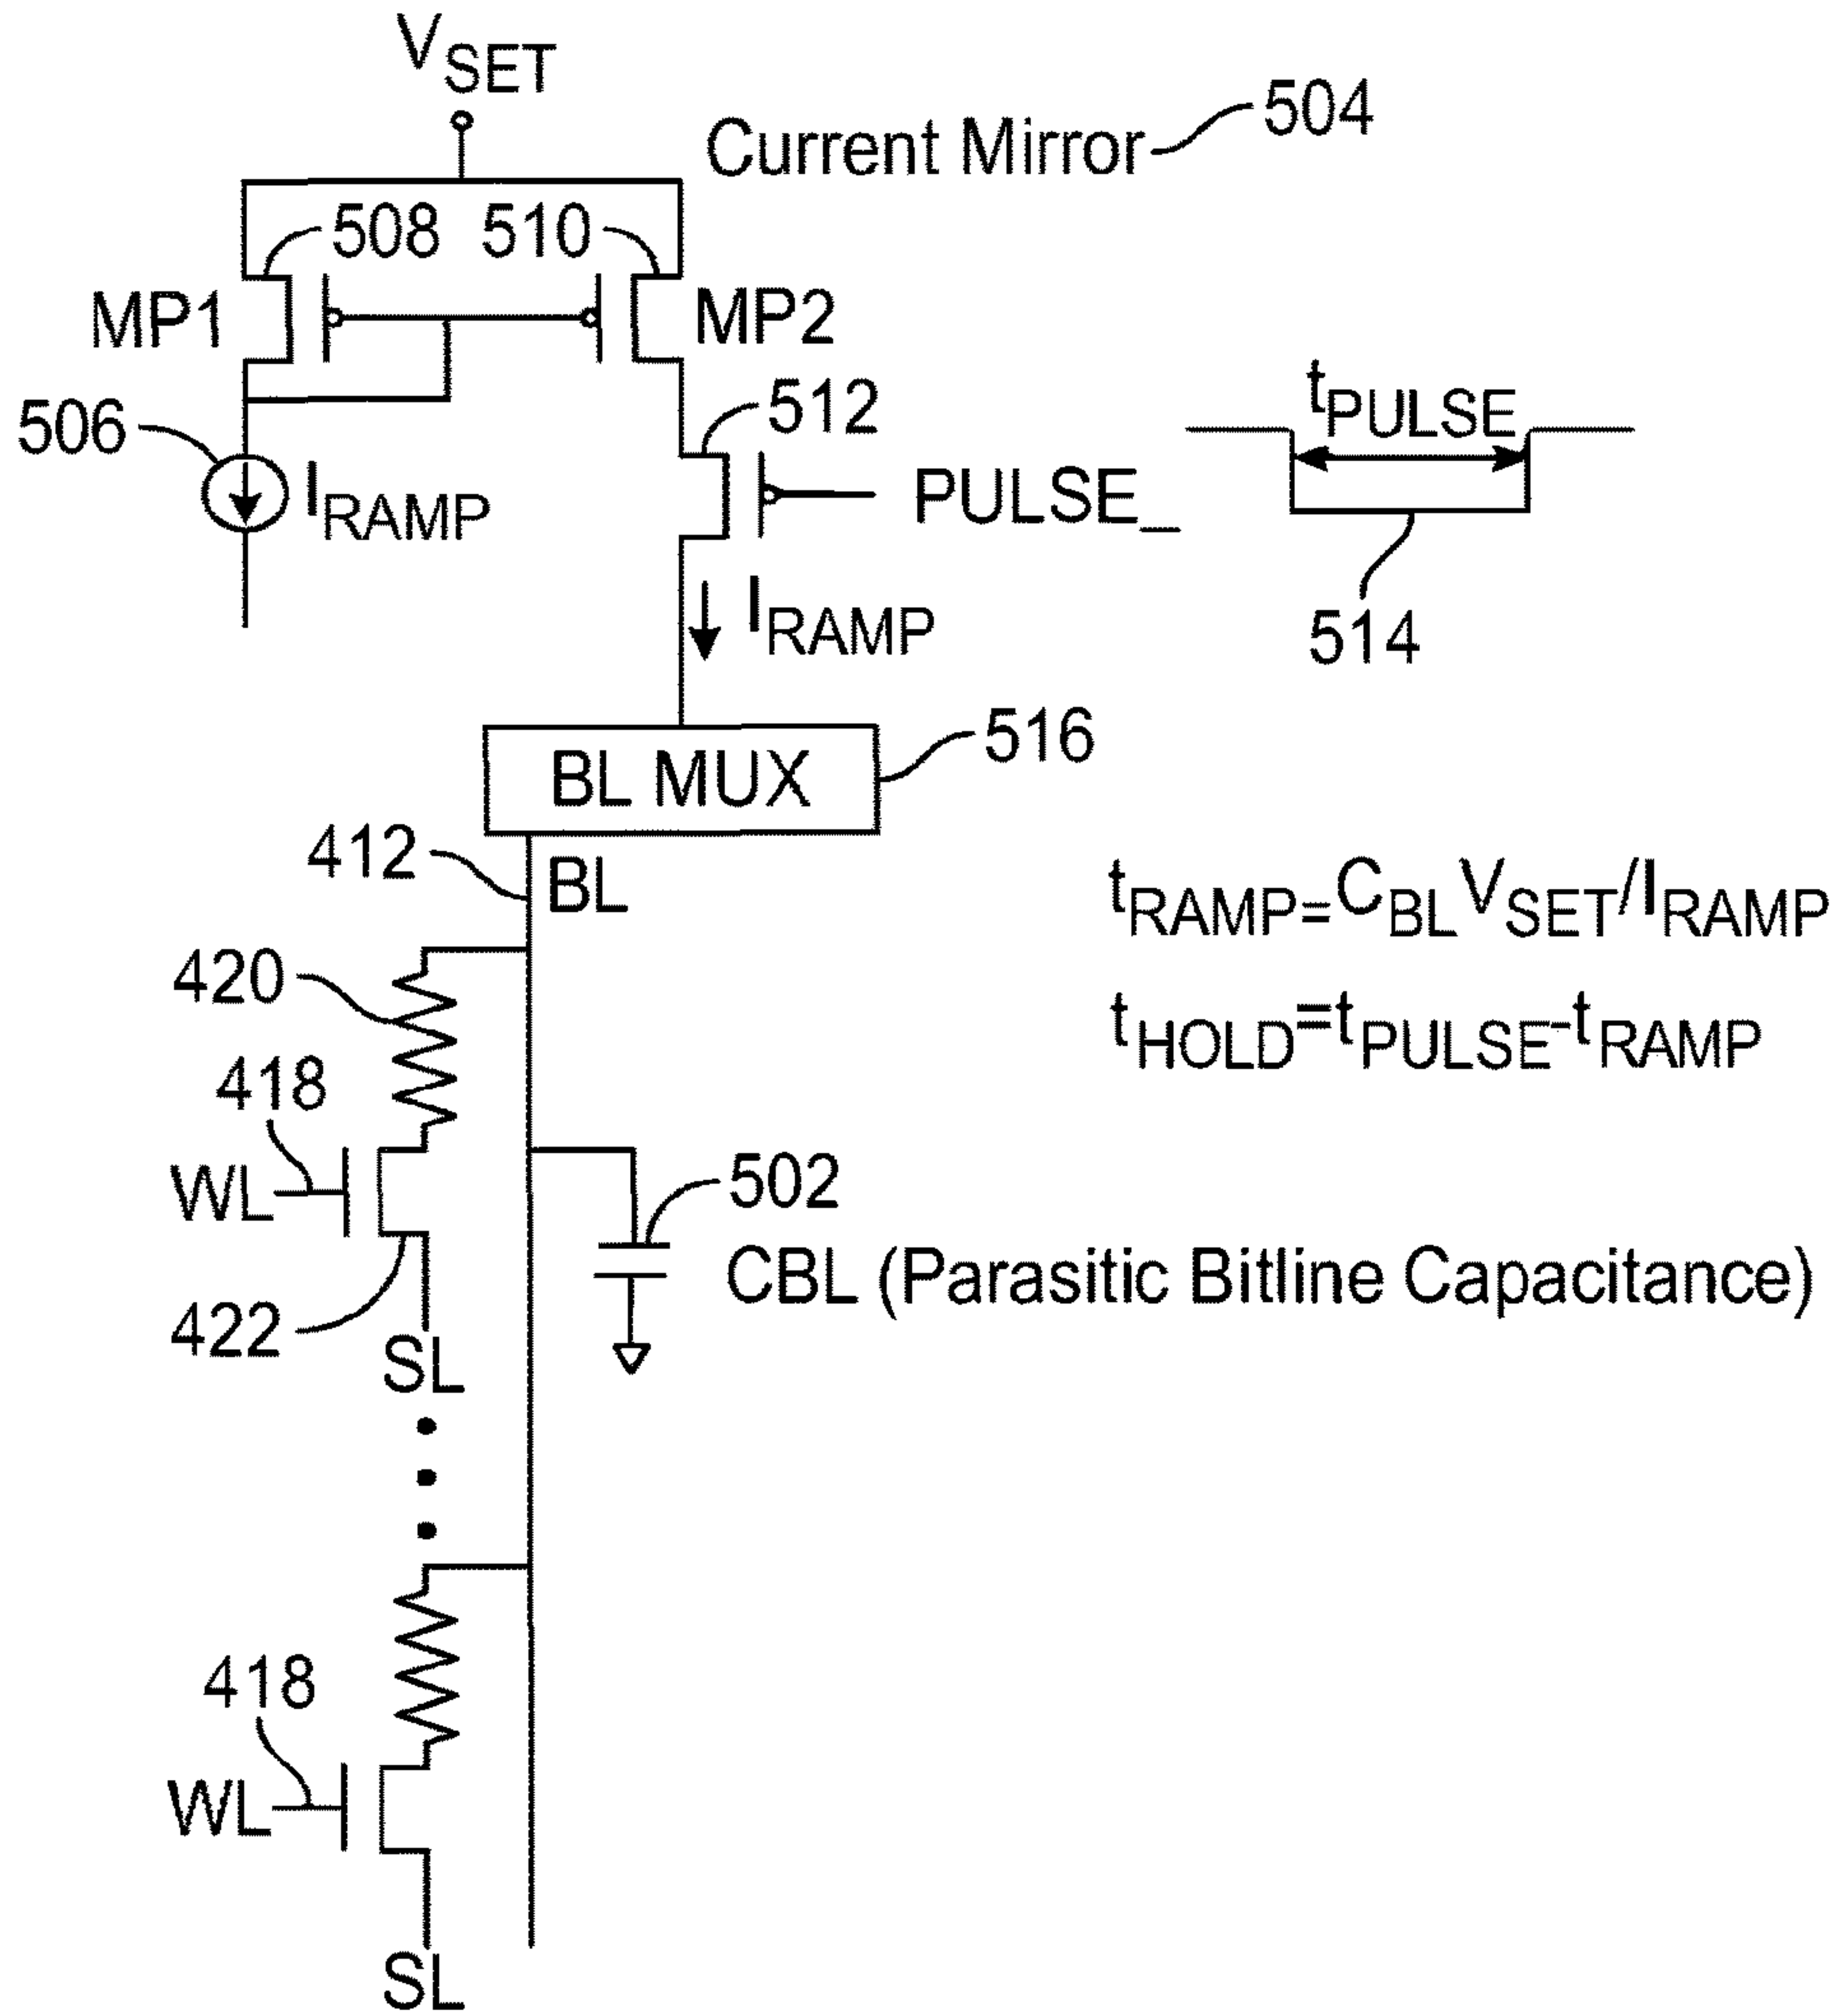 VSET
Current Mirror 504
508 510
MP1 MP2
506 512
IRAMP
PULSE_
tPULSE
514
IRAMP
BL MUX
516
412
BL
tRAMP=CBLVSET/IRAMP
tHOLD=tPULSE-tRAMP
420
418
WL
422
SL
502
CBL (Parasitic Bitline Capacitance)
418
WL
SL